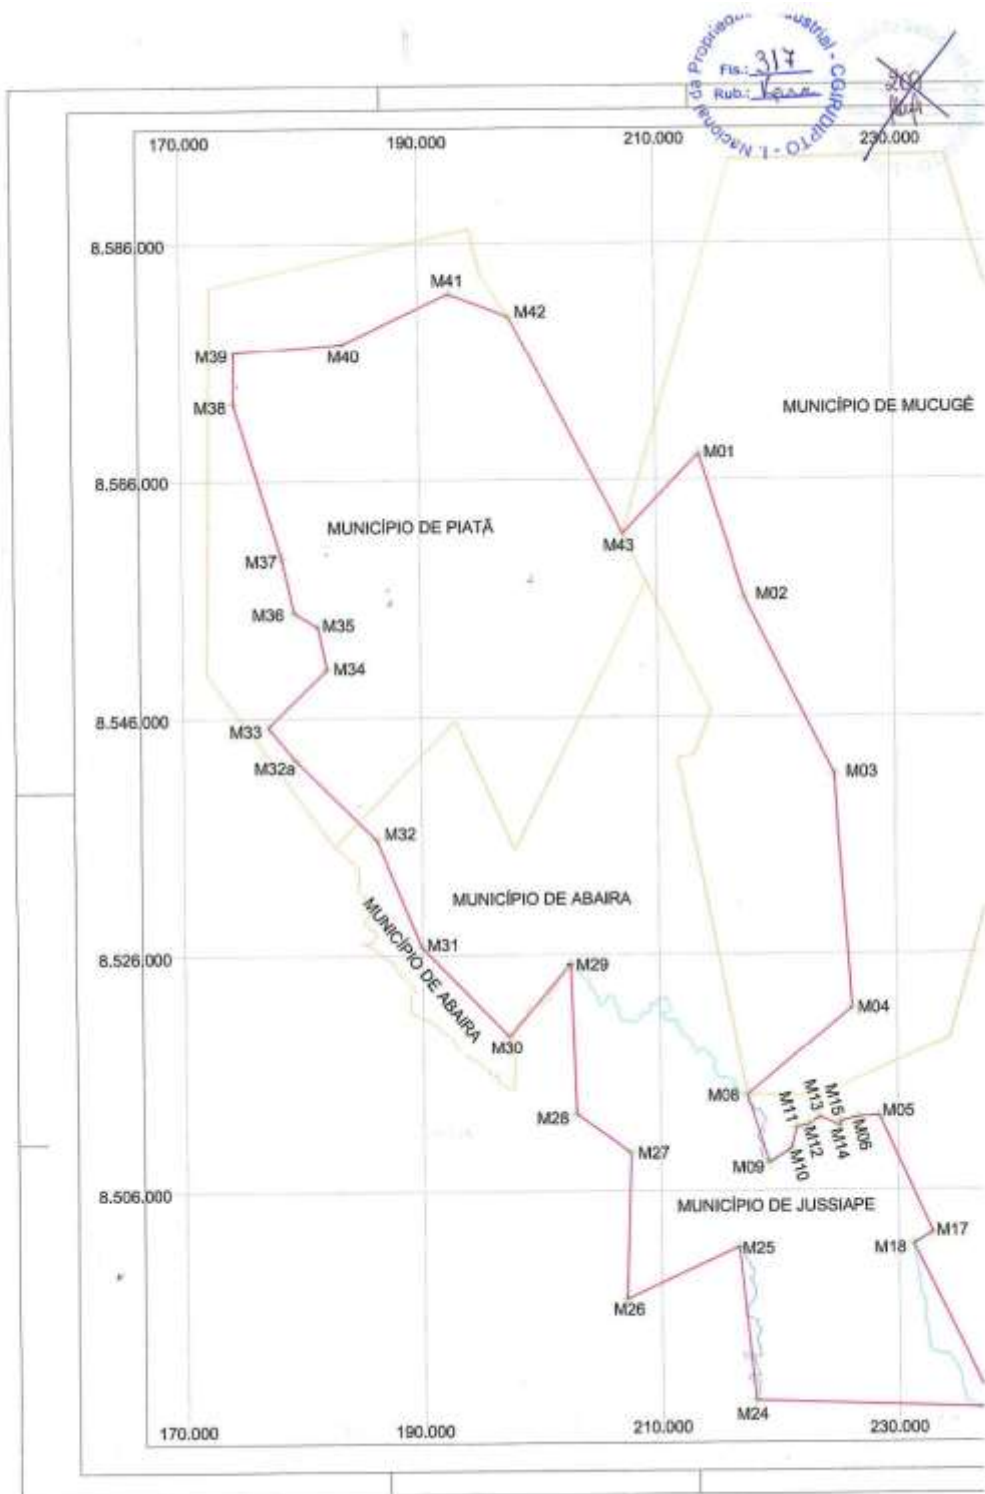 Nacional da Propriedade Industrial - CGIR/DIPTO - I.
Fls.: 317
Rub.:
170.000
190.000
210.000
230.000
8.586.000
M41
M42
M39
M40
M38
MUNICÍPIO DE MUCUGÊ
M01
8.566.000
MUNICÍPIO DE PIATÃ
M43
M37
M02
M36
M35
M34
8.546.000
M33
M32a
M03
M32
MUNICÍPIO DE ABAIRA
MUNICÍPIO DE ABAIRA
M31
8.526.000
M29
M04
M30
M08
M11
M13
M15
M05
M28
M12
M14
M06
M27
M09
M10
8.506.000
MUNICÍPIO DE JUSSIAPE
M17
M25
M18
M26
M24
170.000
190.000
210.000
230.000